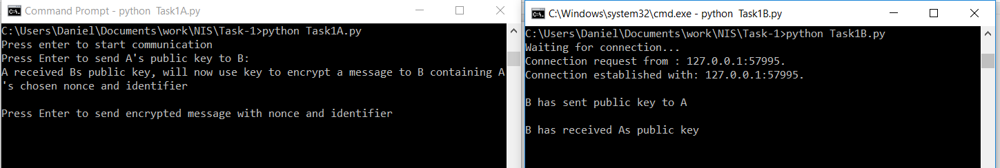 Command Prompt - python  Task1A.py
C:\Users\Daniel\Documents\work\NIS\Task-1>python Task1A.py
Press enter to start communication
Press Enter to send A's public key to B:
A received Bs public key, will now use key to encrypt a message to B containing A
's chosen nonce and identifier
Press Enter to send encrypted message with nonce and identifier
C:\Windows\system32\cmd.exe - python  Task1B.py
C:\Users\Daniel\Documents\work\NIS\Task-1>python Task1B.py
Waiting for connection...
Connection request from : 127.0.0.1:57995.
Connection established with: 127.0.0.1:57995.
B has sent public key to A
B has received As public key